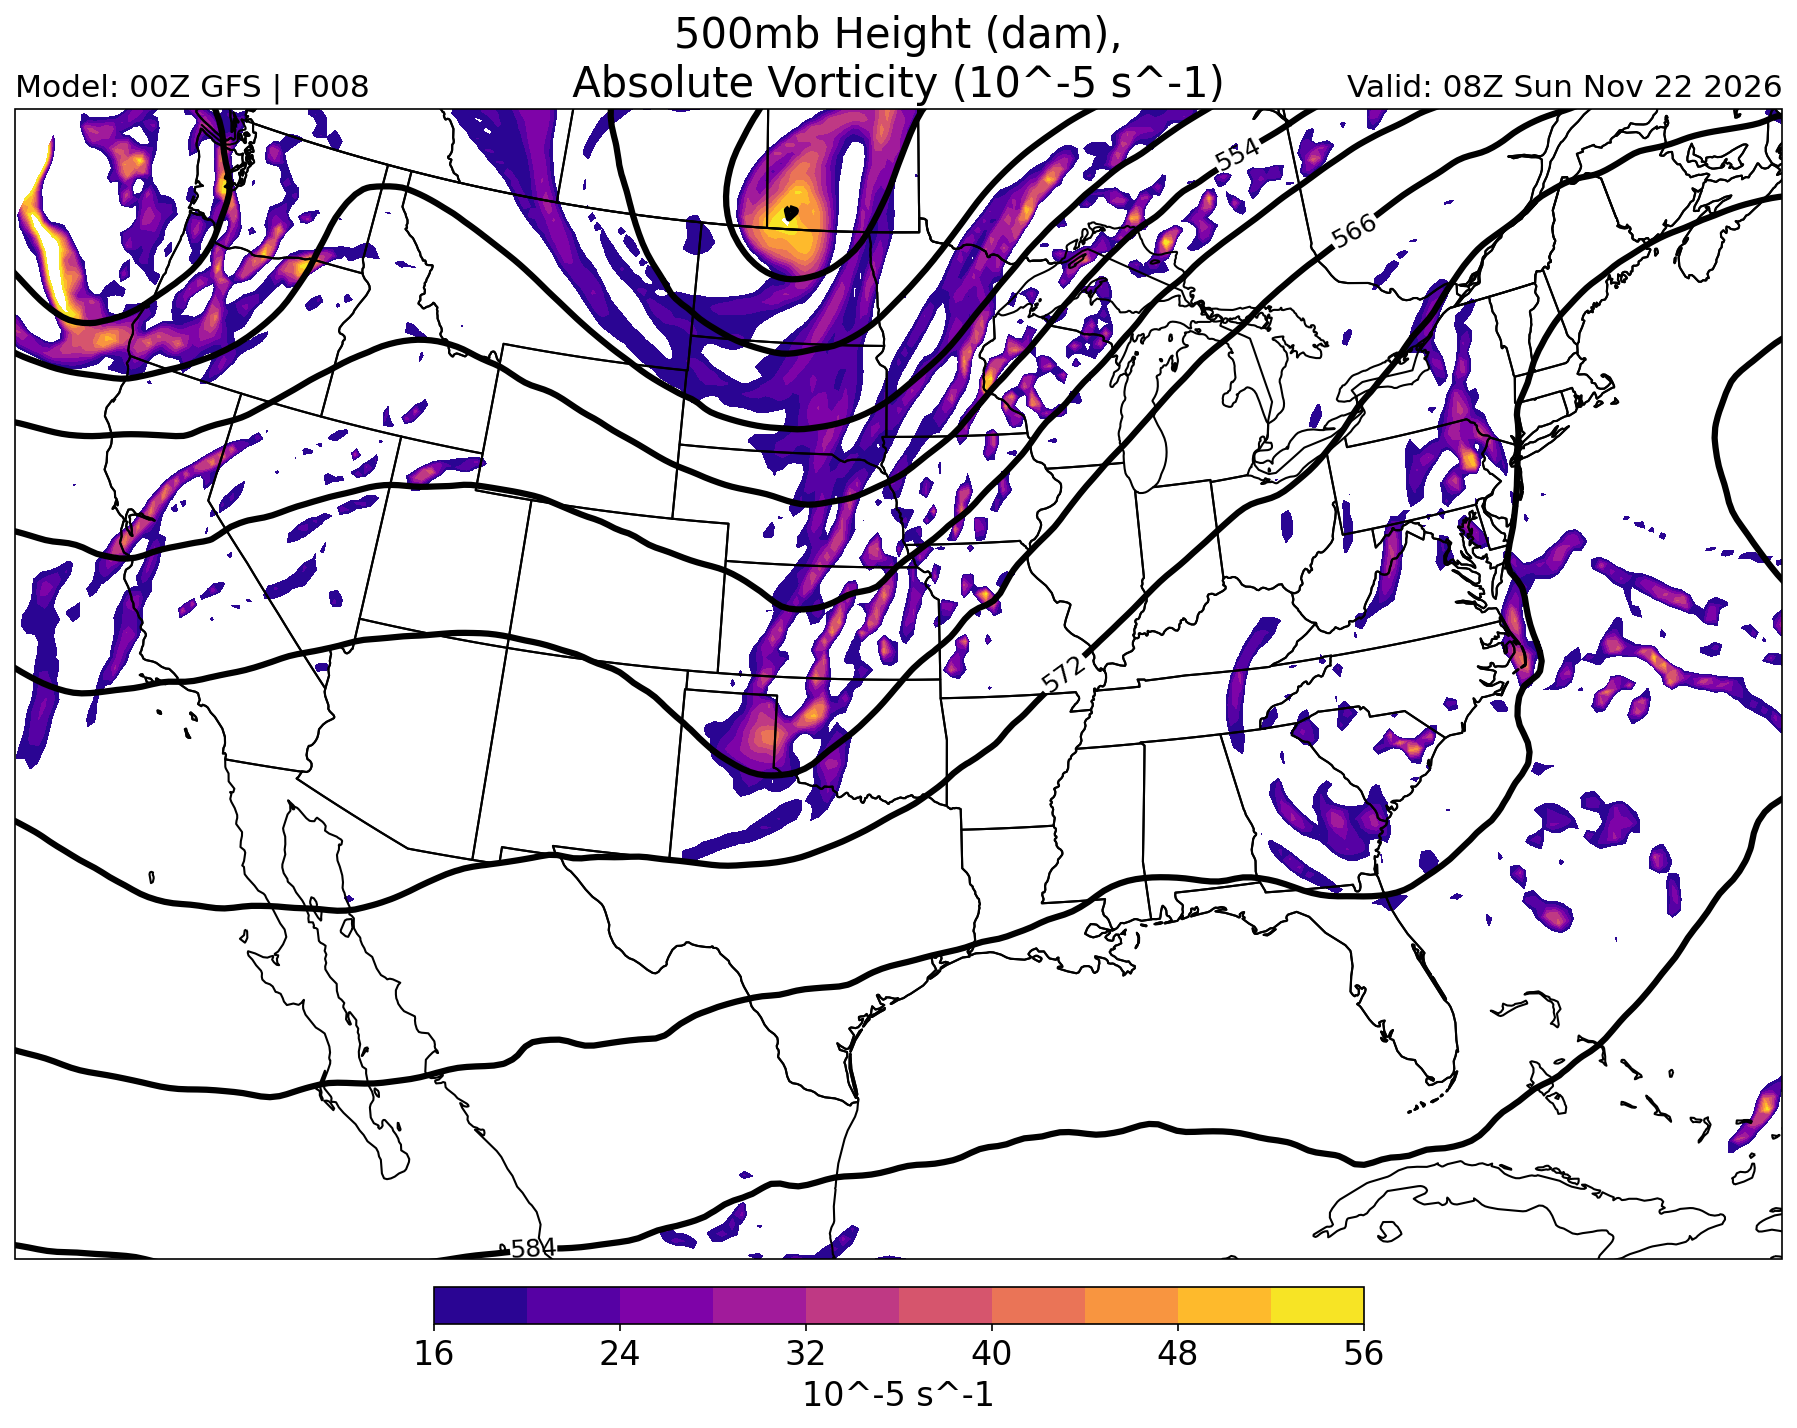 500mb Height (dam),
Absolute Vorticity (10^-5 s^-1)
Model: 00Z GFS | F008
Valid: 08Z Sun Nov 22 2026
554
566
572
584
16 24 32 40 48 56
10^-5 s^-1